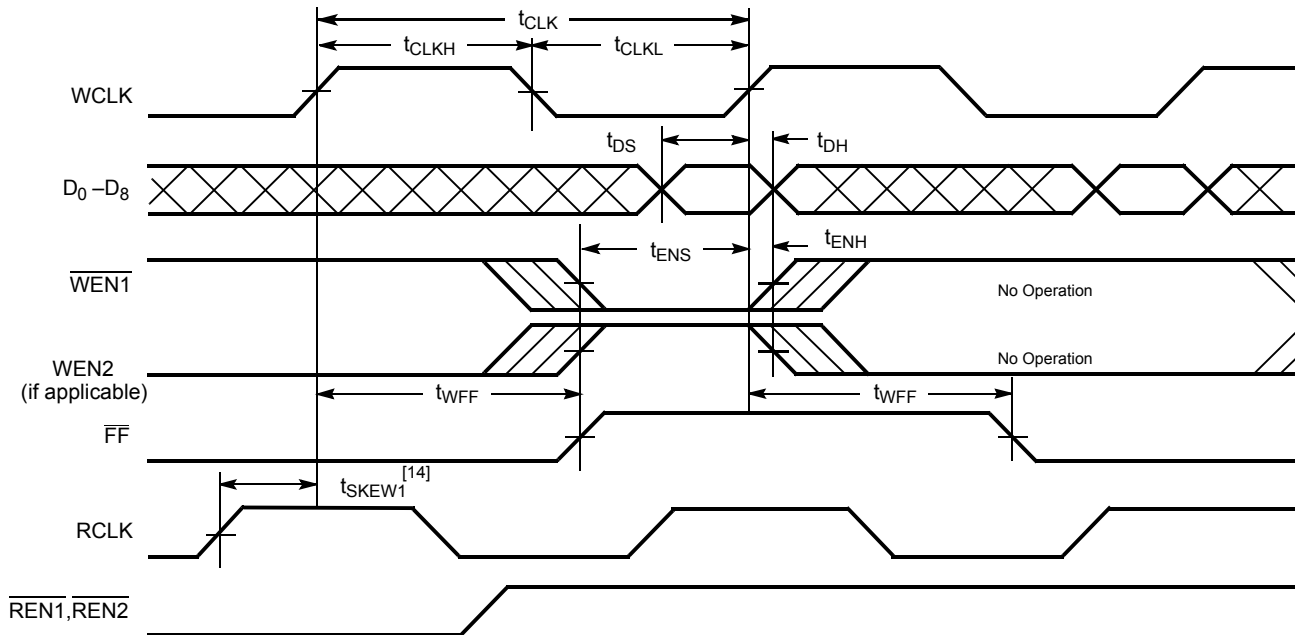 tCLK
tCLKH
tCLKL
WCLK
tDS
tDH
D0 –D8
tENS
tENH
WEN1
No Operation
WEN2
(if applicable)
No Operation
tWFF
tWFF
FF
tSKEW1[14]
RCLK
REN1,REN2